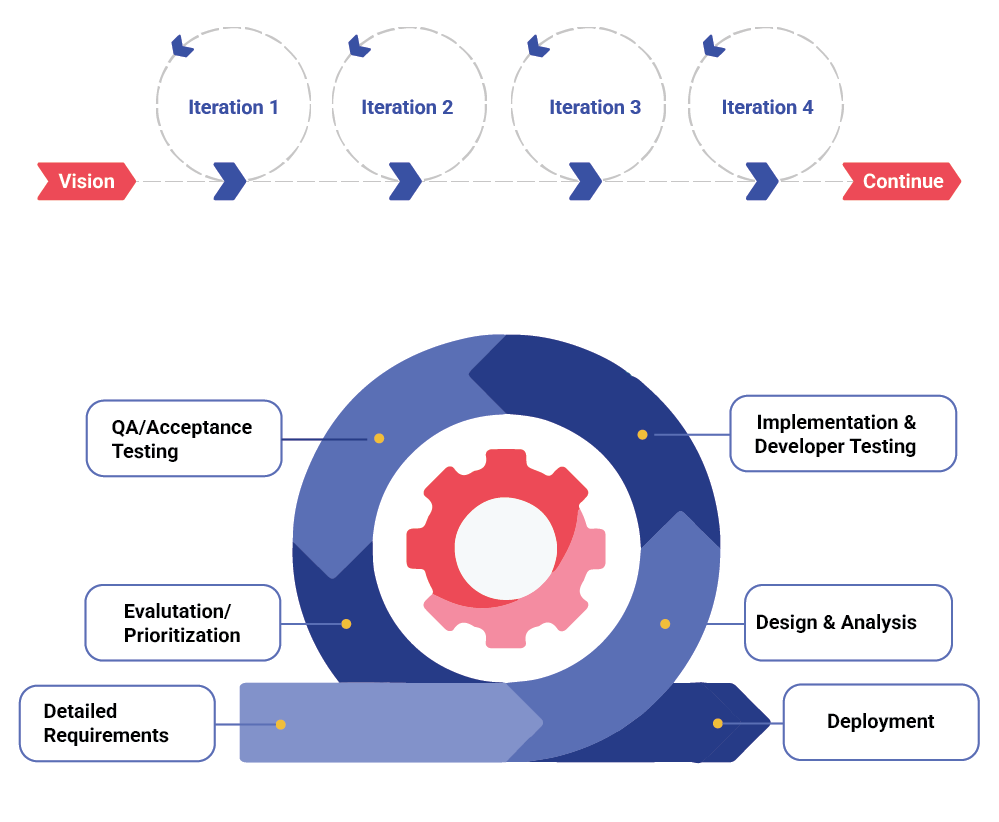 Iteration 1
Iteration 2
Iteration 3
Iteration 4
Vision
Continue
QA/Acceptance
Testing
Implementation &
Developer Testing
Evalutation/
Prioritization
Design & Analysis
Detailed
Requirements
Deployment